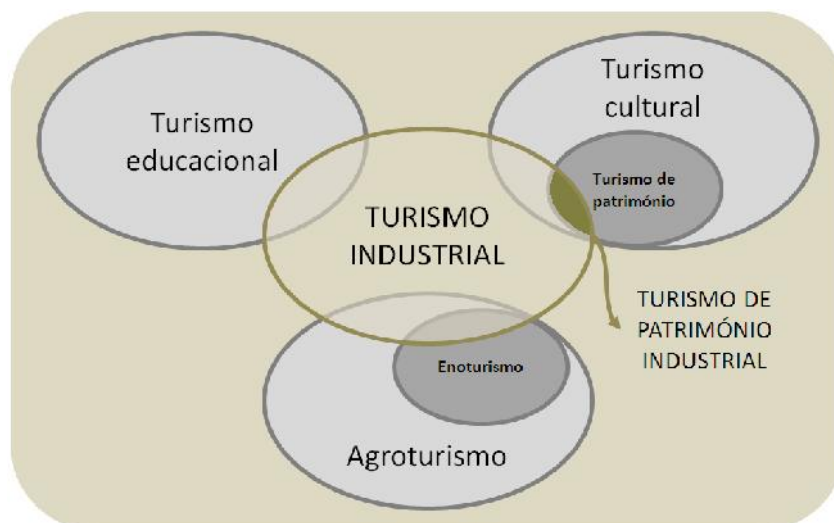 Turismo
educacional
Turismo
cultural
Turismo de
património
TURISMO
INDUSTRIAL
TURISMO DE
PATRIMÓNIO
INDUSTRIAL
Enoturismo
Agroturismo